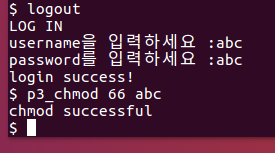 $ logout
LOG IN
username을 입력하세요 :abc
password를 입력하세요 :abc
login success!
$ p3_chmod 66 abc
chmod successful
$